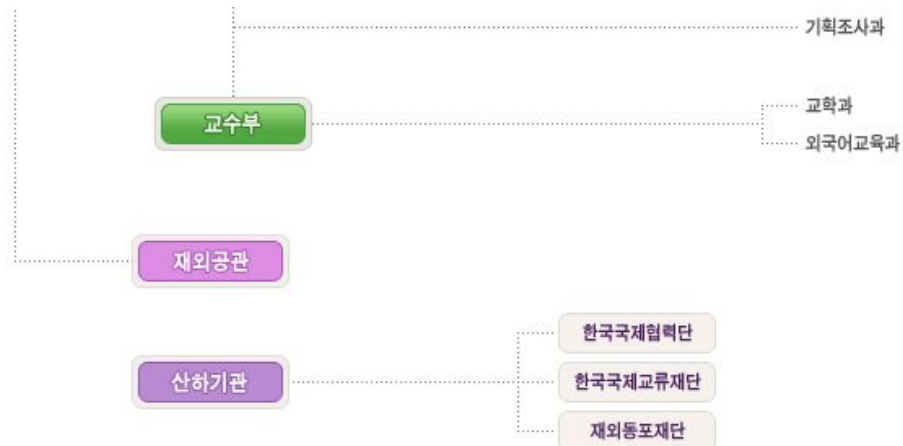 기획조사과
교수부
교학과
외국어교육과
재외공관
산하기관
한국국제협력단
한국국제교류재단
재외동포재단